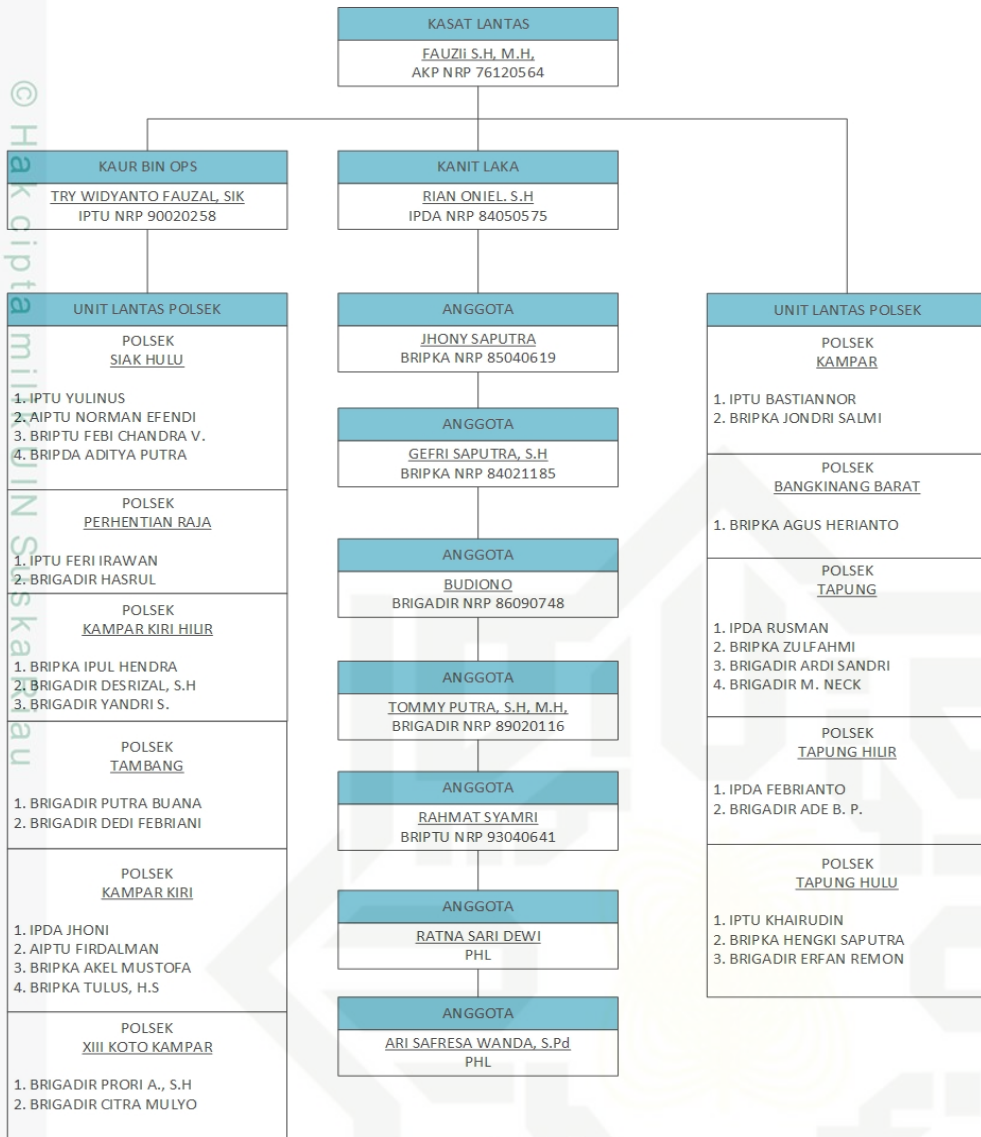 KASAT LANTAS
FAUZIi S.H, M.H,
AKP NRP 76120564
KAUR BIN OPS
TRY WIDYANTO FAUZAL, SIK
IPTU NRP 90020258
KANIT LAKA
RIAN ONIEL. S.H
IPDA NRP 84050575
UNIT LANTAS POLSEK
POLSEK
SIAK HULU
1. IPTU YULINUS
2. AIPTU NORMAN EFENDI
3. BRIPTU FEBI CHANDRA V.
4. BRIPDA ADITYA PUTRA
POLSEK
PERHENTIAN RAJA
1. IPTU FERI IRAWAN
2. BRIGADIR HASRUL
POLSEK
KAMPAR KIRI HILIR
1. BRIPKA IPUL HENDRA
2. BRIGADIR DESRIZAL, S.H
3. BRIGADIR YANDRI S.
POLSEK
TAMBANG
1. BRIGADIR PUTRA BUANA
2. BRIGADIR DEDI FEBRIANI
POLSEK
KAMPAR KIRI
1. IPDA JHONI
2. AIPTU FIRDALMAN
3. BRIPKA AKEL MUSTOFA
4. BRIPKA TULUS, H.S
POLSEK
XIII KOTO KAMPAR
1. BRIGADIR PRORI A., S.H
2. BRIGADIR CITRA MULYO
ANGGOTA
JHONY SAPUTRA
BRIPKA NRP 85040619
ANGGOTA
GEFRI SAPUTRA, S.H
BRIPKA NRP 84021185
ANGGOTA
BUDIONO
BRIGADIR NRP 86090748
ANGGOTA
TOMMY PUTRA, S.H, M.H,
BRIGADIR NRP 89020116
ANGGOTA
RAHMAT SYAMRI
BRIPTU NRP 93040641
ANGGOTA
RATNA SARI DEWI
PHL
ANGGOTA
ARI SAFRESA WANDA, S.Pd
PHL
UNIT LANTAS POLSEK
POLSEK
KAMPAR
1. IPTU BASTIANNOR
2. BRIPKA JONDRI SALMI
POLSEK
BANGKINANG BARAT
1. BRIPKA AGUS HERIANTO
POLSEK
TAPUNG
1. IPDA RUSMAN
2. BRIPKA ZULFAHMI
3. BRIGADIR ARDI SANDRI
4. BRIGADIR M. NECK
POLSEK
TAPUNG HILIR
1. IPDA FEBRIANTO
2. BRIGADIR ADE B. P.
POLSEK
TAPUNG HULU
1. IPTU KHAIRUDIN
2. BRIPKA HENGKI SAPUTRA
3. BRIGADIR ERFAN REMON
© Hak cipta milik UIN Suska Riau